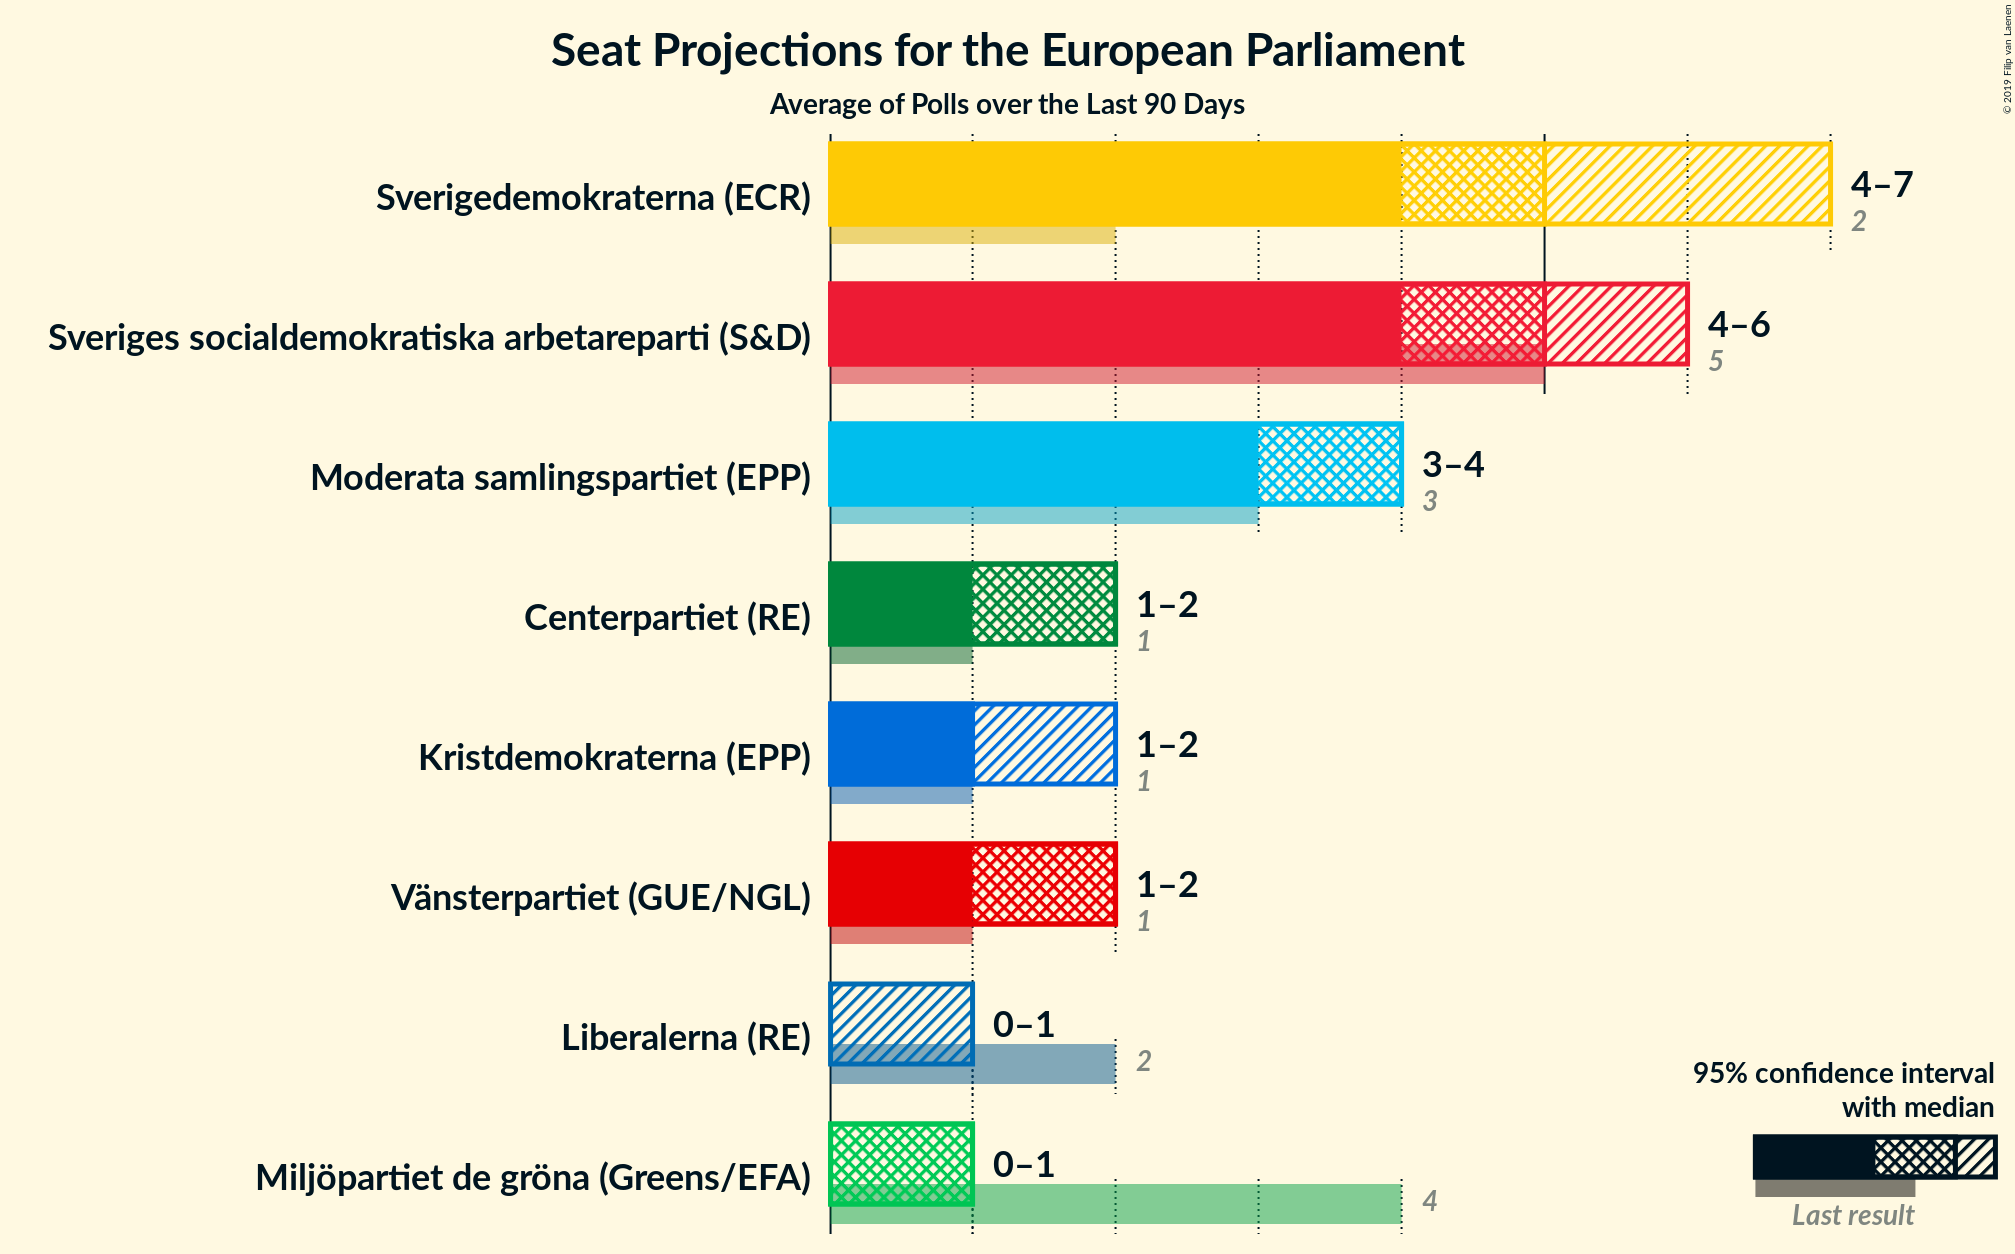 Seat Projections for the European Parliament
Average of Polls over the Last 90 Days
© 2019 Filip van Laenen
Sverigedemokraterna (ECR)
4–7
2
Sveriges socialdemokratiska arbetareparti (S&D)
4–6
5
Moderata samlingspartiet (EPP)
3–4
3
Centerpartiet (RE)
1–2
1
Kristdemokraterna (EPP)
1–2
1
Vänsterpartiet (GUE/NGL)
1–2
1
Liberalerna (RE)
0–1
2
Miljöpartiet de gröna (Greens/EFA)
0–1
4
95% confidence interval
with median
Last result